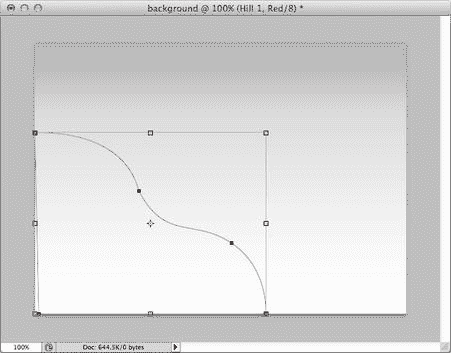 background @ 100% (Hill 1, Red/8) *
100% Doc: 644.5K/0 bytes